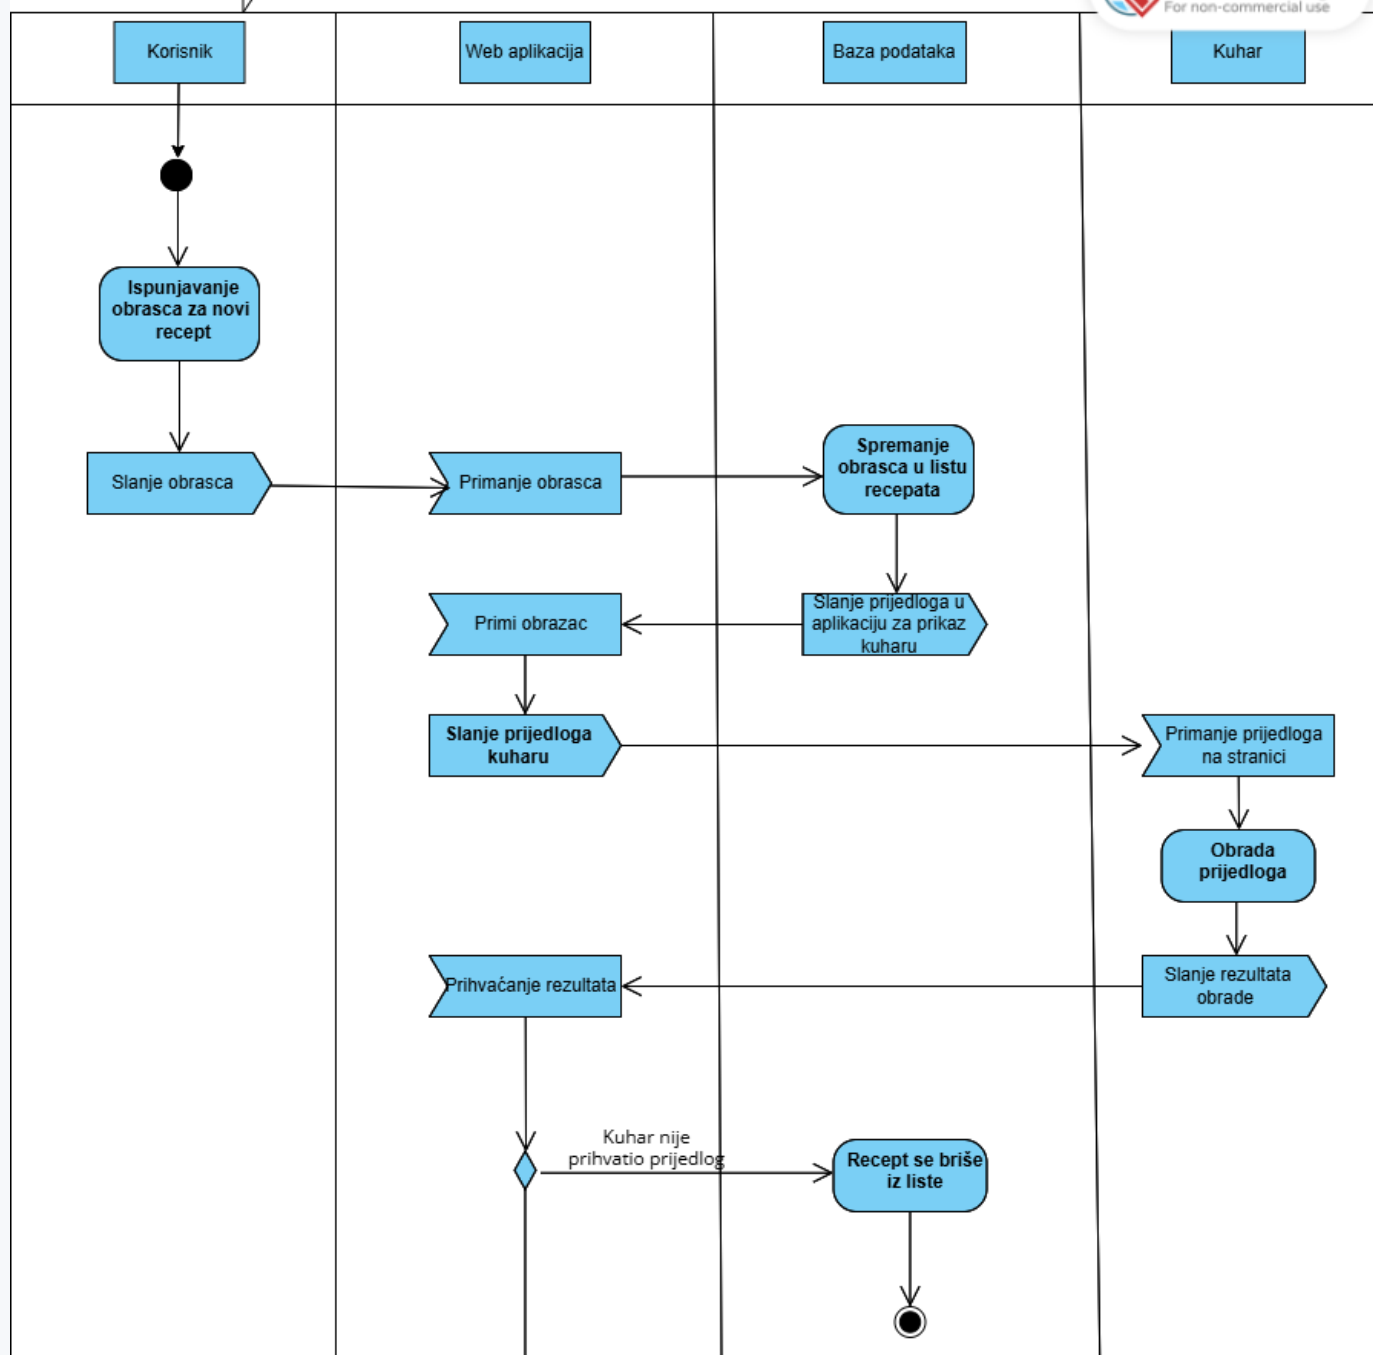 For non-commercial use
Korisnik
Web aplikacija
Baza podataka
Kuhar
Ispunjavanje
obrasca za novi
recept
Slanje obrasca
Primanje obrasca
Spremanje
obrasca u listu
recepata
Primi obrazac
Slanje prijedloga u
aplikaciju za prikaz
kuharu
Slanje prijedloga
kuharu
Primanje prijedloga
na stranici
Obrada
prijedloga
Prihvaćanje rezultata
Slanje rezultata
obrade
Kuhar nije
prihvatio prijedlog
Recept se briše
iz liste